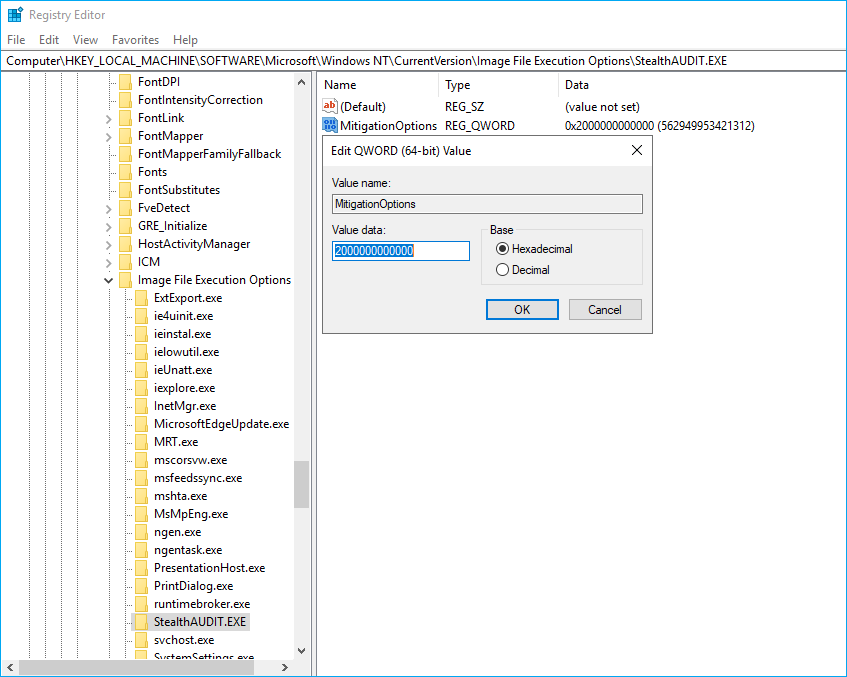 Registry Editor
File Edit View Favorites Help
Computer\HKEY_LOCAL_MACHINE\SOFTWARE\Microsoft\Windows NT\CurrentVersion\Image File Execution Options\StealthAUDIT.EXE
FontDPI
FontIntensityCorrection
FontLink
FontMapper
FontMapperFamilyFallback
Fonts
FontSubstitutes
FveDetect
GRE_Initialize
HostActivityManager
ICM
Image File Execution Options
ExtExport.exe
ie4uinit.exe
ieinstal.exe
ielowutil.exe
ieUnatt.exe
iexplore.exe
InetMgr.exe
MicrosoftEdgeUpdate.exe
MRT.exe
mscorsvw.exe
msfeedssync.exe
mshta.exe
MsMpEng.exe
ngen.exe
ngentask.exe
PresentationHost.exe
PrintDialog.exe
runtimebroker.exe
StealthAUDIT.EXE
svchost.exe
SystemSettings.exe
Name Type Data
ab (Default) REG_SZ (value not set)
MitigationOptions REG_QWORD 0x2000000000000 (562949953421312)
Edit QWORD (64-bit) Value
Value name:
MitigationOptions
Value data:
2000000000000
Base
Hexadecimal
Decimal
OK Cancel